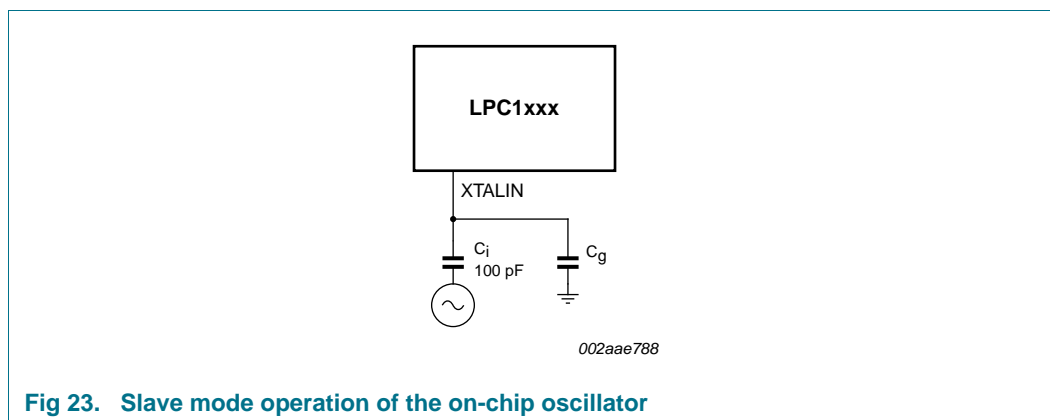 LPC1xxx
XTALIN
Ci
100 pF
Cg
002aae788
Fig 23. Slave mode operation of the on-chip oscillator